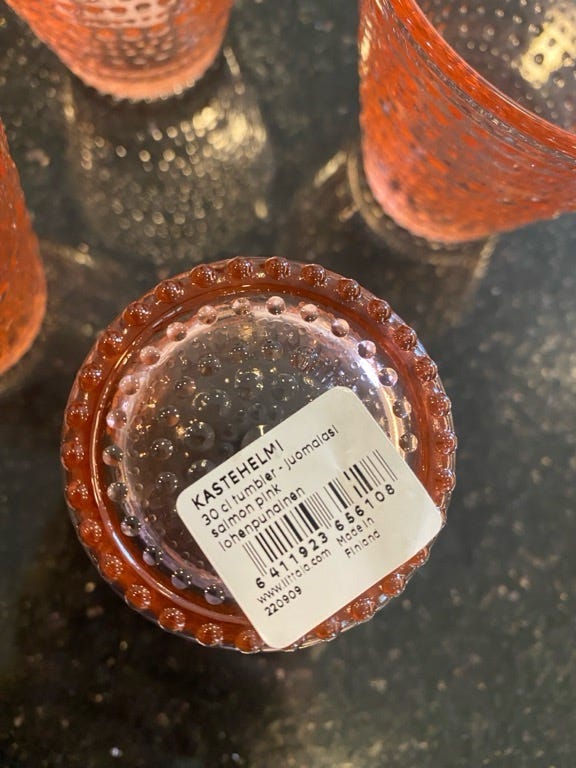 KASTEHELMI
30 cl tumbler - juomalasi
salmon pink
lohenpunainen
6 411923 656108
www.iittala.com Made in
220909 Finland